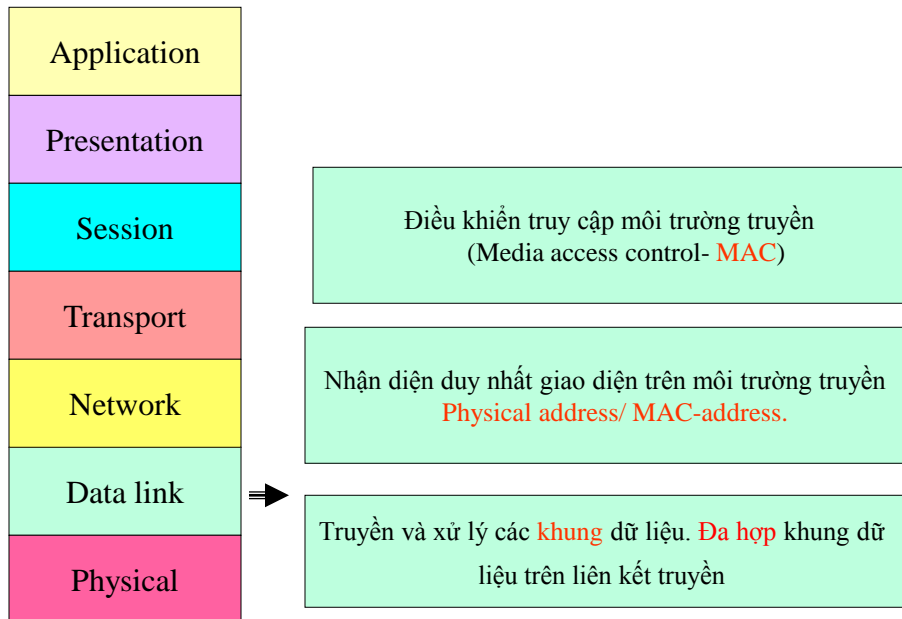 Application
Presentation
Session
Transport
Network
Data link
Physical
Điều khiển truy cập môi trường truyền
(Media access control- MAC)
Nhận diện duy nhất giao diện trên môi trường truyền
Physical address/ MAC-address.
Truyền và xử lý các khung dữ liệu. Đa hợp khung dữ
liệu trên liên kết truyền